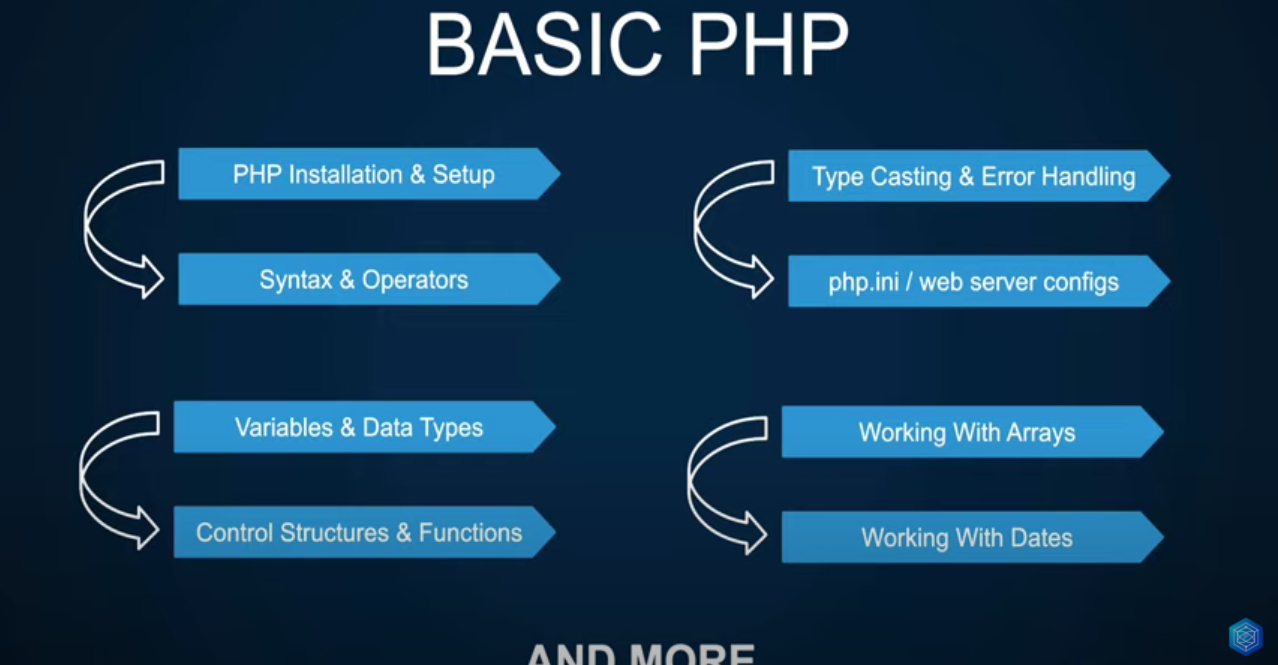 BASIC PHP
PHP Installation & Setup
Syntax & Operators
Variables & Data Types
Control Structures & Functions
Type Casting & Error Handling
php.ini / web server configs
Working With Arrays
Working With Dates
AND MORE